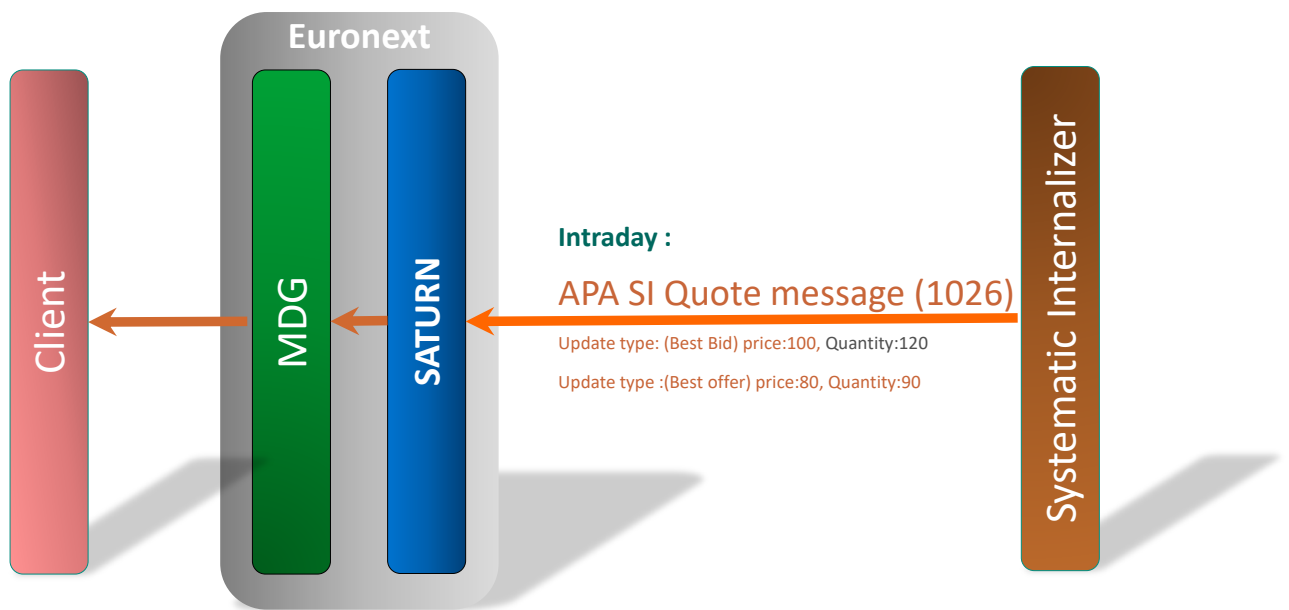 Euronext
Client
MDG
SATURN
Intraday :
APA SI Quote message (1026)
Update type: (Best Bid) price:100, Quantity:120
Update type :(Best offer) price:80, Quantity:90
Systematic Internalizer